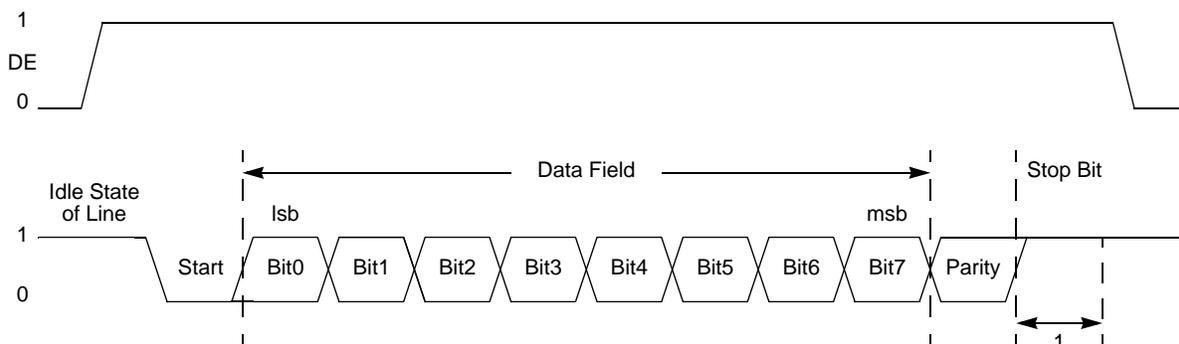 1
DE
0
Data Field
Stop Bit
Idle State
of Line
lsb
msb
1
Start
Bit0
Bit1
Bit2
Bit3
Bit4
Bit5
Bit6
Bit7
Parity
0
1